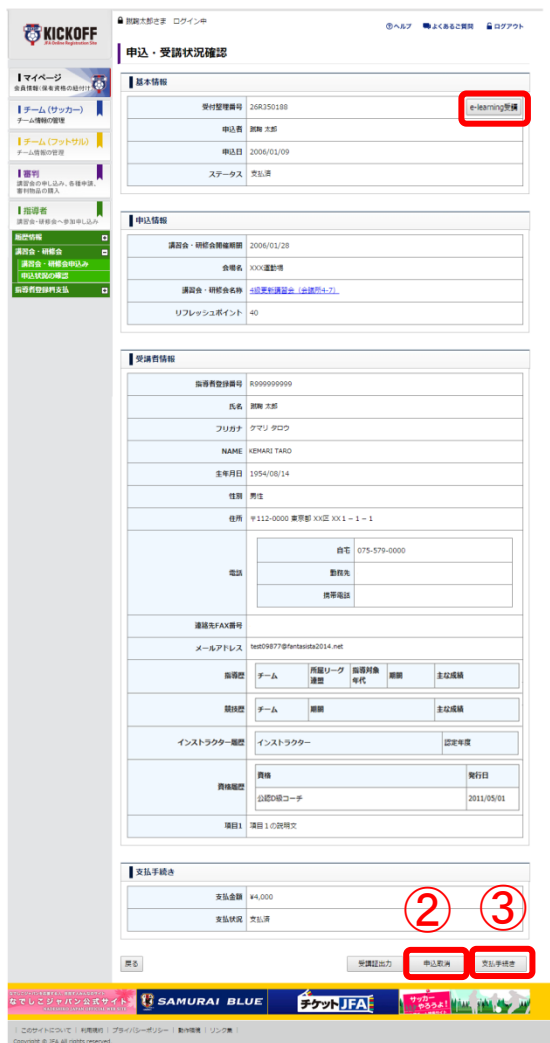 KICKOFF
JFA Online Registration Site
蹴鞠太郎さま ログイン中
ヘルプ よくあるご質問 ログアウト
申込・受講状況確認
マイページ
会員情報(保有資格の紐付け)
チーム (サッカー)
チーム情報の管理
チーム (フットサル)
チーム情報の管理
審判
講習会の申し込み、各種申請、
審判物品の購入
指導者
講習会・研修会へ参加申し込み
履歴情報
講習会・研修会
講習会・研修会申込み
申込状況の確認
指導者登録料支払
基本情報
受付整理番号 26R350188 e-learning受講
申込者 蹴鞠 太郎
申込日 2006/01/09
ステータス 支払済
申込情報
講習会・研修会開催期間 2006/01/28
会場名 XXX運動場
講習会・研修会名称 4級更新講習会（会議所4-7）
リフレッシュポイント 40
受講者情報
指導者登録番号 R999999999
氏名 蹴鞠 太郎
フリガナ ケマリ タロウ
NAME KEMARI TARO
生年月日 1954/08/14
性別 男性
住所 〒112-0000 東京都 XX区 XX 1 − 1 − 1
電話
自宅 075-579-0000
勤務先
携帯電話
連絡先FAX番号
メールアドレス test09877@fantasista2014.net
指導歴 チーム 所属リーグ 指導対象 期間 主な成績
連盟 年代
競技歴 チーム 期間 主な成績
インストラクター履歴 インストラクター 認定年度
資格履歴
資格 発行日
公認D級コーチ 2011/05/01
項目1 項目１の説明文
支払手続き
支払金額 ¥4,000
支払状況 支払済
② ③
戻る 受講証出力 申込取消 支払手続き
なでしこジャパン公式サイト
SAMURAI BLUE
チケットJFA
サッカー
やろうよ!
このサイトについて | 利用規約 | プライバシーポリシー | 動作環境 | リンク集 |
Copyright © JFA All rights reserved.